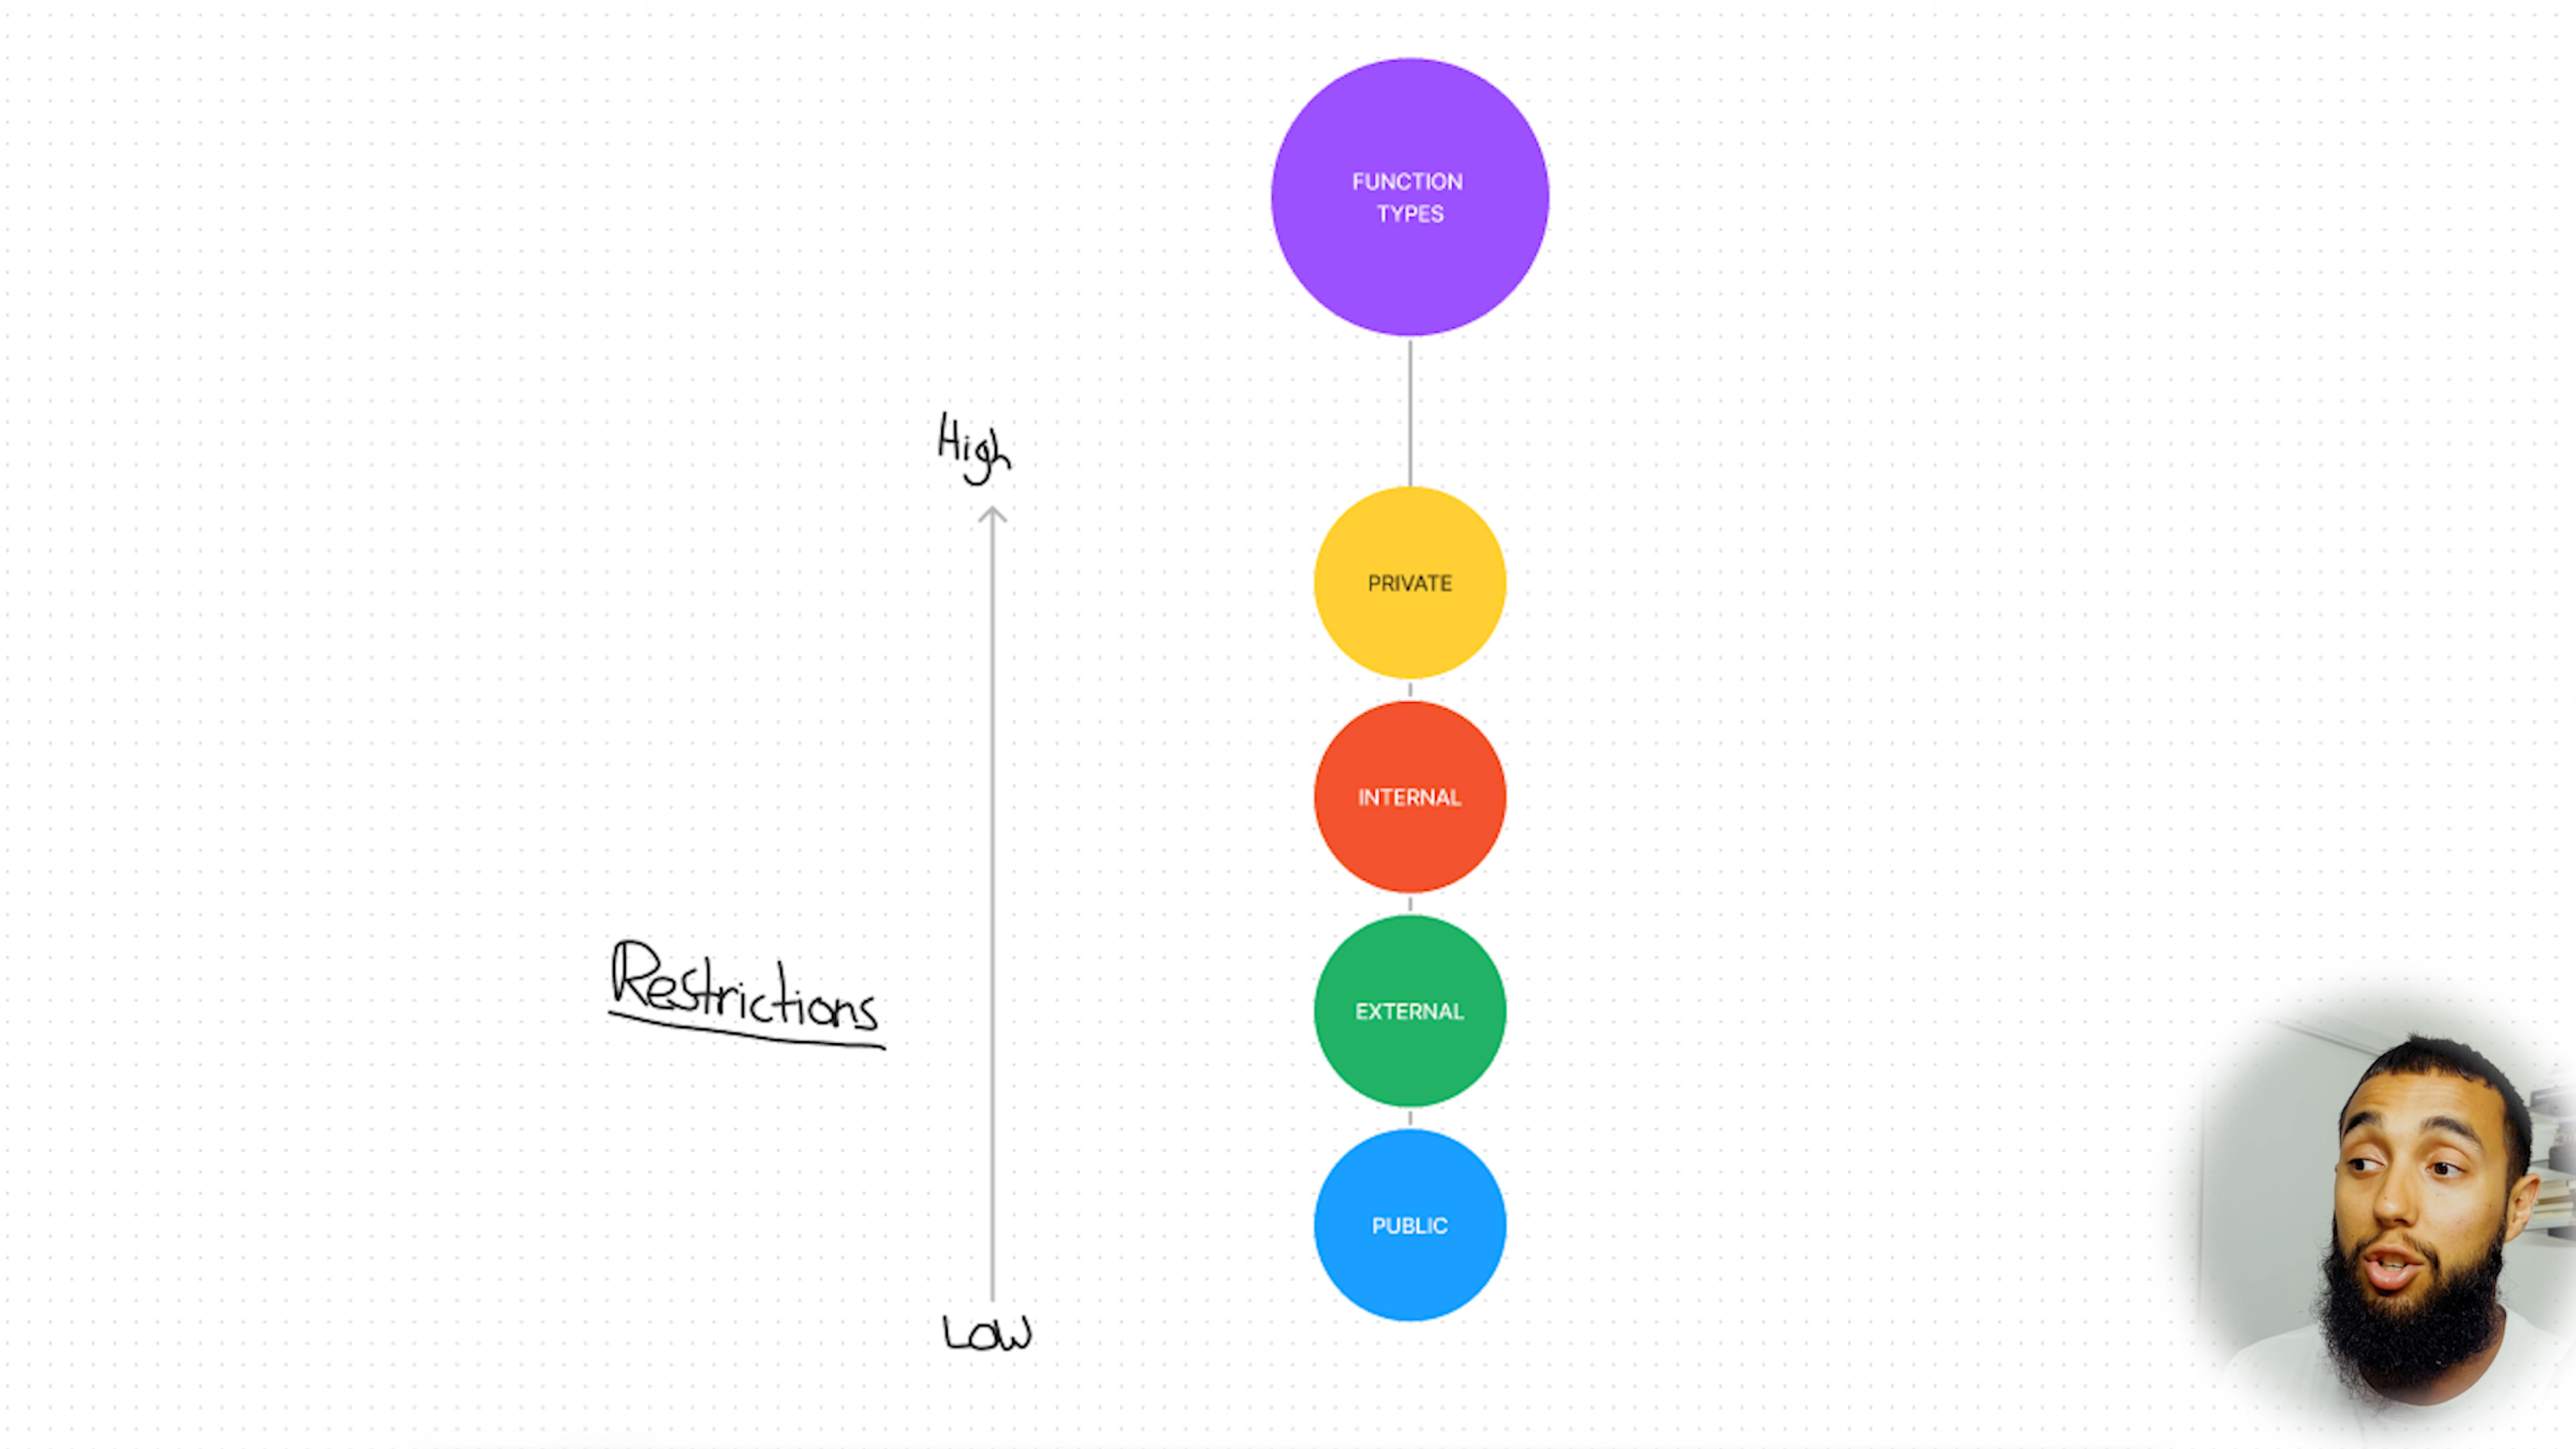 FUNCTION
TYPES
High
PRIVATE
INTERNAL
Restrictions
EXTERNAL
PUBLIC
Low